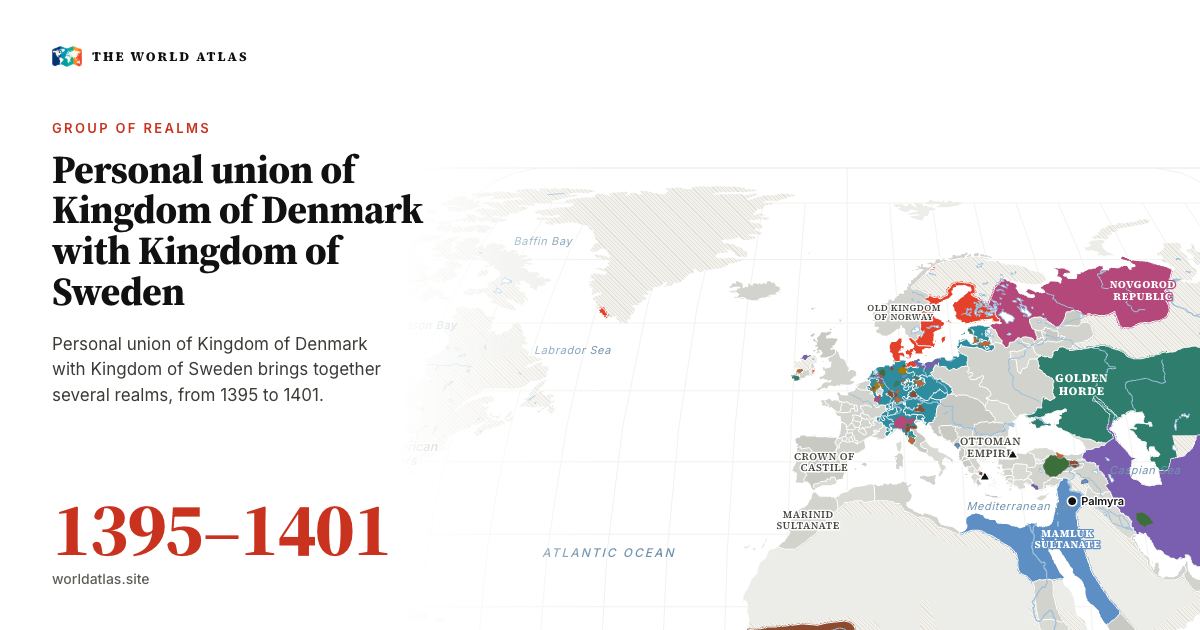 THE WORLD ATLAS
GROUP OF REALMS
Personal union of
Kingdom of Denmark
with Kingdom of
Sweden
Personal union of Kingdom of Denmark
with Kingdom of Sweden brings together
several realms, from 1395 to 1401.
1395–1401
worldatlas.site
Baffin Bay
Labrador Sea
ATLANTIC OCEAN
OLD KINGDOM
OF NORWAY
NOVGOROD
REPUBLIC
GOLDEN
HORDE
OTTOMAN
EMPIRE
CROWN OF
CASTILE
Caspian Sea
Mediterranean
Palmyra
MARINID
SULTANATE
MAMLUK
SULTANATE